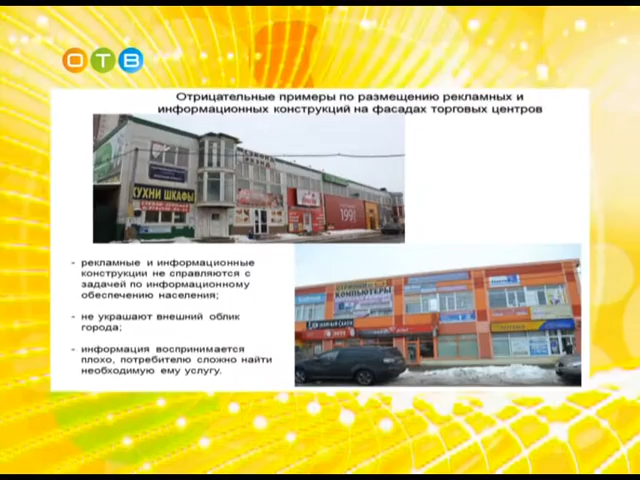 ОТВ
Отрицательные примеры по размещению рекламных и
информационных конструкций на фасадах торговых центров
КУХНИ ШКАФЫ
199
КОМПЬЮТЕРЫ
- рекламные и информационные
конструкции не справляются с
задачей по информационному
обеспечению населения;
- не украшают внешний облик
города;
- информация воспринимается
плохо, потребителю сложно найти
необходимую ему услугу.